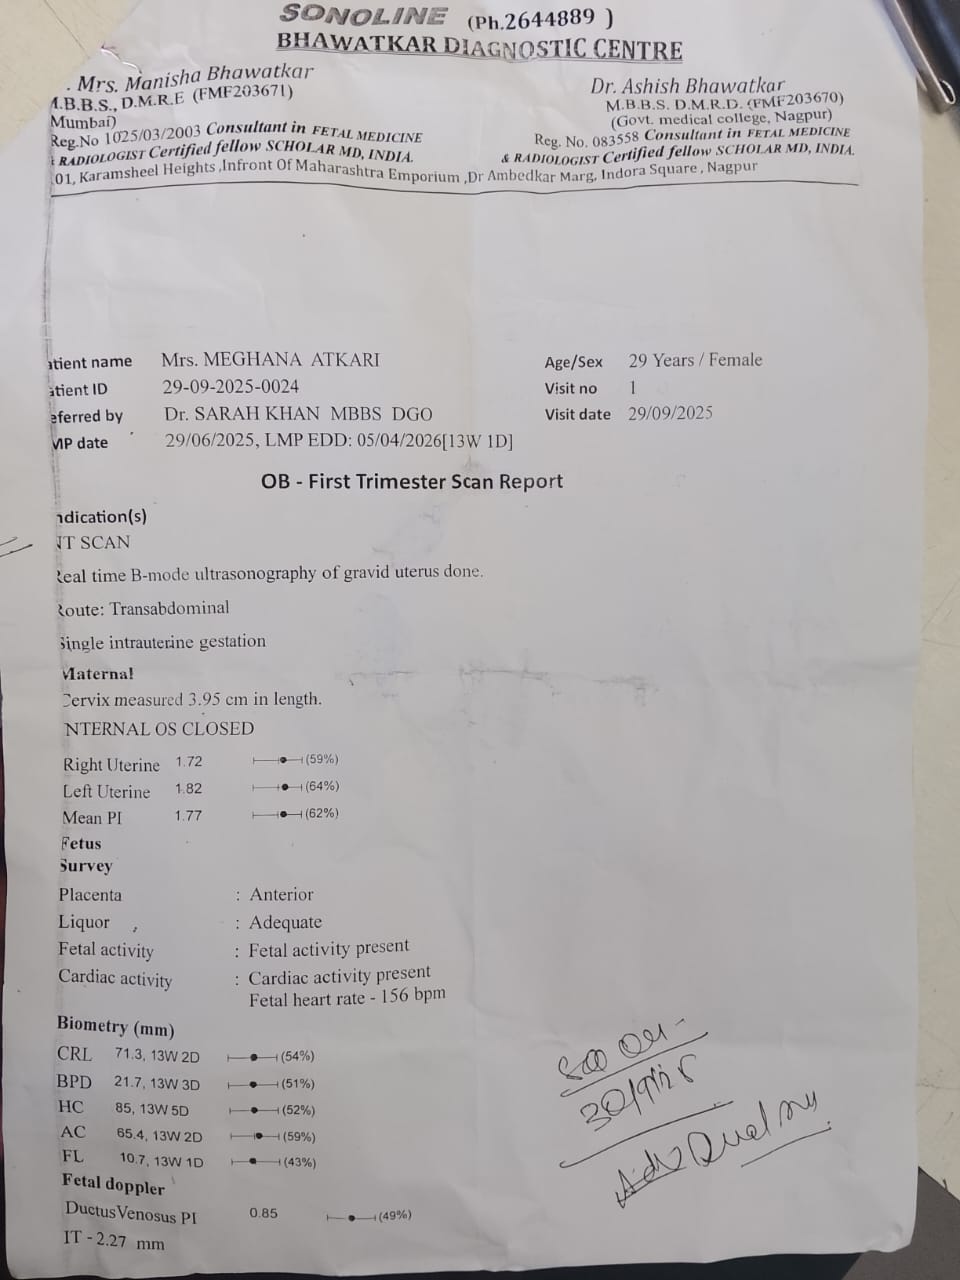 SONOLINE (Ph.2644889 )
BHAWATKAR DIAGNOSTIC CENTRE
. Mrs. Manisha Bhawatkar
M.B.B.S., D.M.R.E (FMF203671)
Mumbai)
Reg.No 1025/03/2003 Consultant in FETAL MEDICINE
& RADIOLOGIST Certified fellow SCHOLAR MD, INDIA.
Dr. Ashish Bhawatkar
M.B.B.S. D.M.R.D. (FMF203670)
(Govt. medical college, Nagpur)
Reg. No. 083558 Consultant in FETAL MEDICINE
& RADIOLOGIST Certified fellow SCHOLAR MD, INDIA.
01, Karamsheel Heights ,Infront Of Maharashtra Emporium ,Dr Ambedkar Marg, Indora Square , Nagpur
atient name Mrs. MEGHANA ATKARI Age/Sex 29 Years / Female
atient ID 29-09-2025-0024 Visit no 1
eferred by Dr. SARAH KHAN MBBS DGO Visit date 29/09/2025
MP date 29/06/2025, LMP EDD: 05/04/2026[13W 1D]
OB - First Trimester Scan Report
ndication(s)
NT SCAN
Real time B-mode ultrasonography of gravid uterus done.
Route: Transabdominal
Single intrauterine gestation
Maternal
Cervix measured 3.95 cm in length.
INTERNAL OS CLOSED
Right Uterine 1.72 (59%)
Left Uterine 1.82 (64%)
Mean PI 1.77 (62%)
Fetus
Survey
Placenta : Anterior
Liquor : Adequate
Fetal activity : Fetal activity present
Cardiac activity : Cardiac activity present
Fetal heart rate - 156 bpm
Biometry (mm)
CRL 71.3, 13W 2D (54%)
BPD 21.7, 13W 3D (51%)
HC 85, 13W 5D (52%)
AC 65.4, 13W 2D (59%)
FL 10.7, 13W 1D (43%)
Fetal doppler
DuctusVenosus PI 0.85 (49%)
IT - 2.27 mm
30/9/25